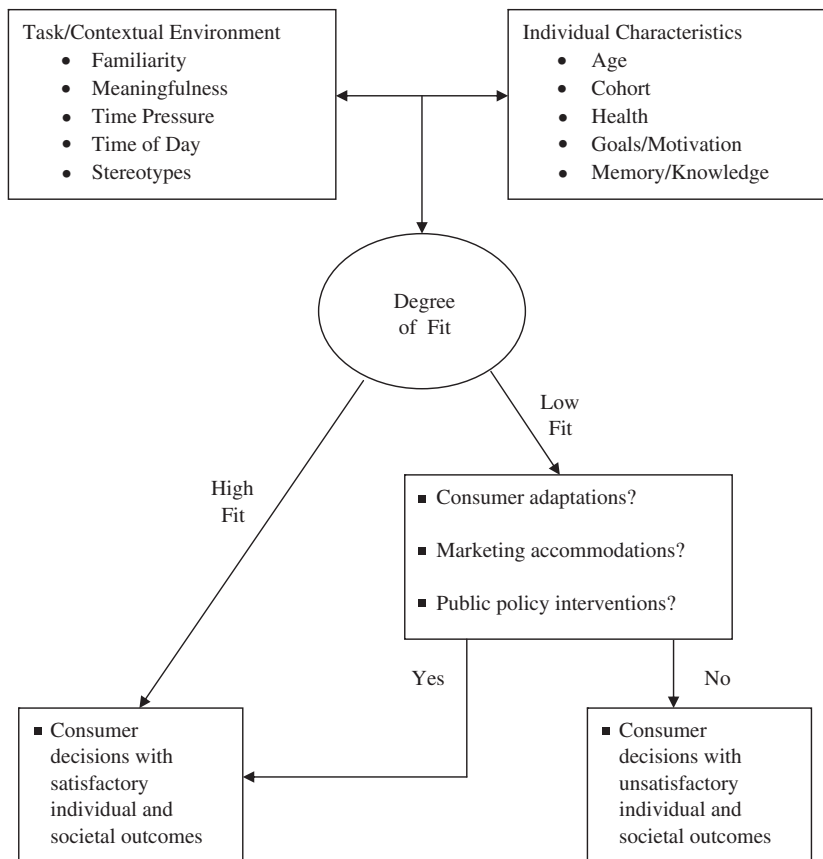 Task/Contextual Environment
• Familiarity
• Meaningfulness
• Time Pressure
• Time of Day
• Stereotypes
Individual Characteristics
• Age
• Cohort
• Health
• Goals/Motivation
• Memory/Knowledge
Degree
of Fit
Low
Fit
High
Fit
▪ Consumer adaptations?
▪ Marketing accommodations?
▪ Public policy interventions?
Yes
No
▪ Consumer
decisions with
satisfactory
individual and
societal outcomes
▪ Consumer
decisions with
unsatisfactory
individual and
societal outcomes